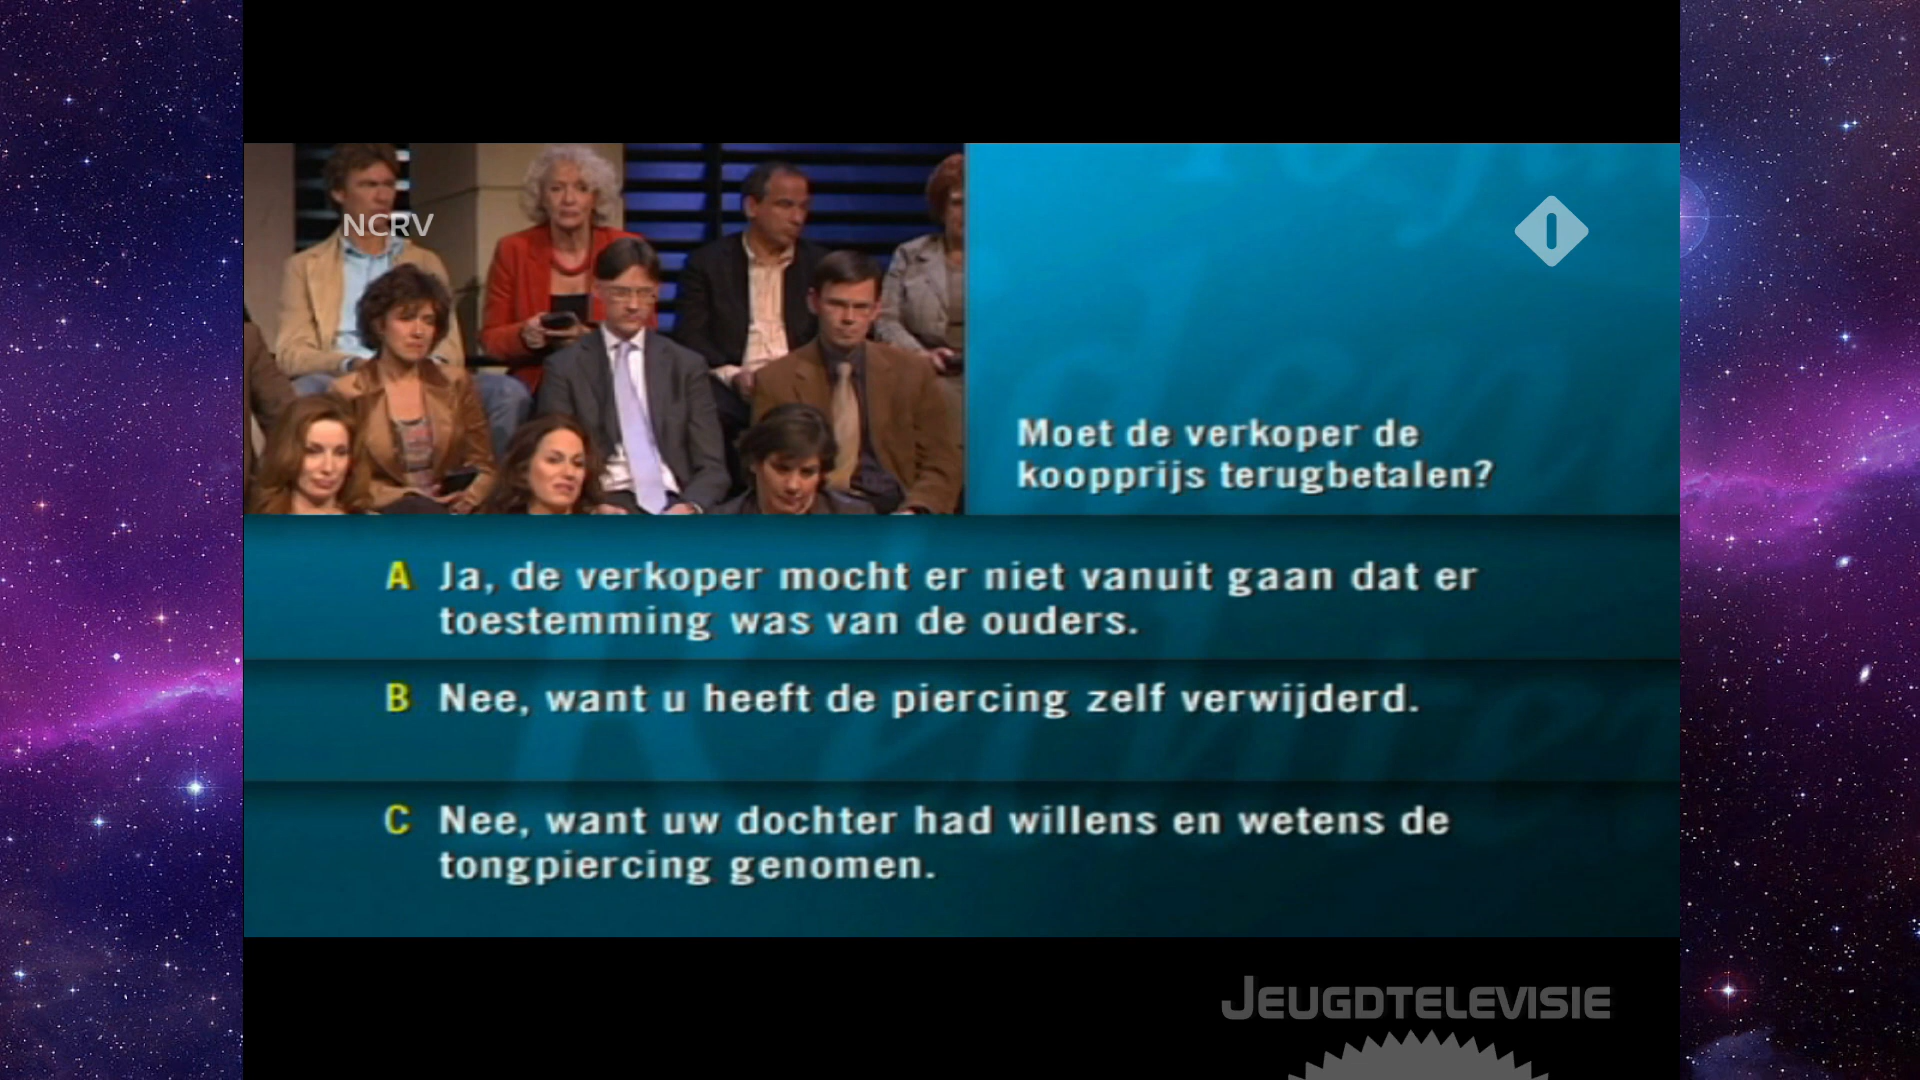 NCRV
Moet de verkoper de
koopprijs terugbetalen?
A Ja, de verkoper mocht er niet vanuit gaan dat er
toestemming was van de ouders.
B Nee, want u heeft de piercing zelf verwijderd.
C Nee, want uw dochter had willens en wetens de
tongpiercing genomen.
JEUGDTELEVISIE